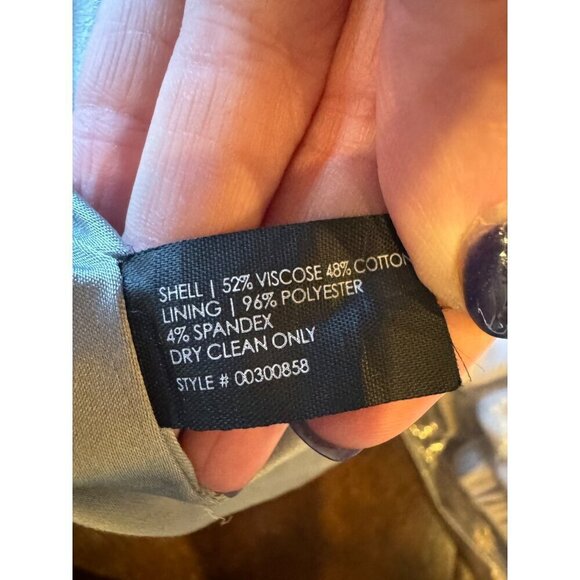 SHELL | 52% VISCOSE 48% COTTON
LINING | 96% POLYESTER
4% SPANDEX
DRY CLEAN ONLY
STYLE # 00300858